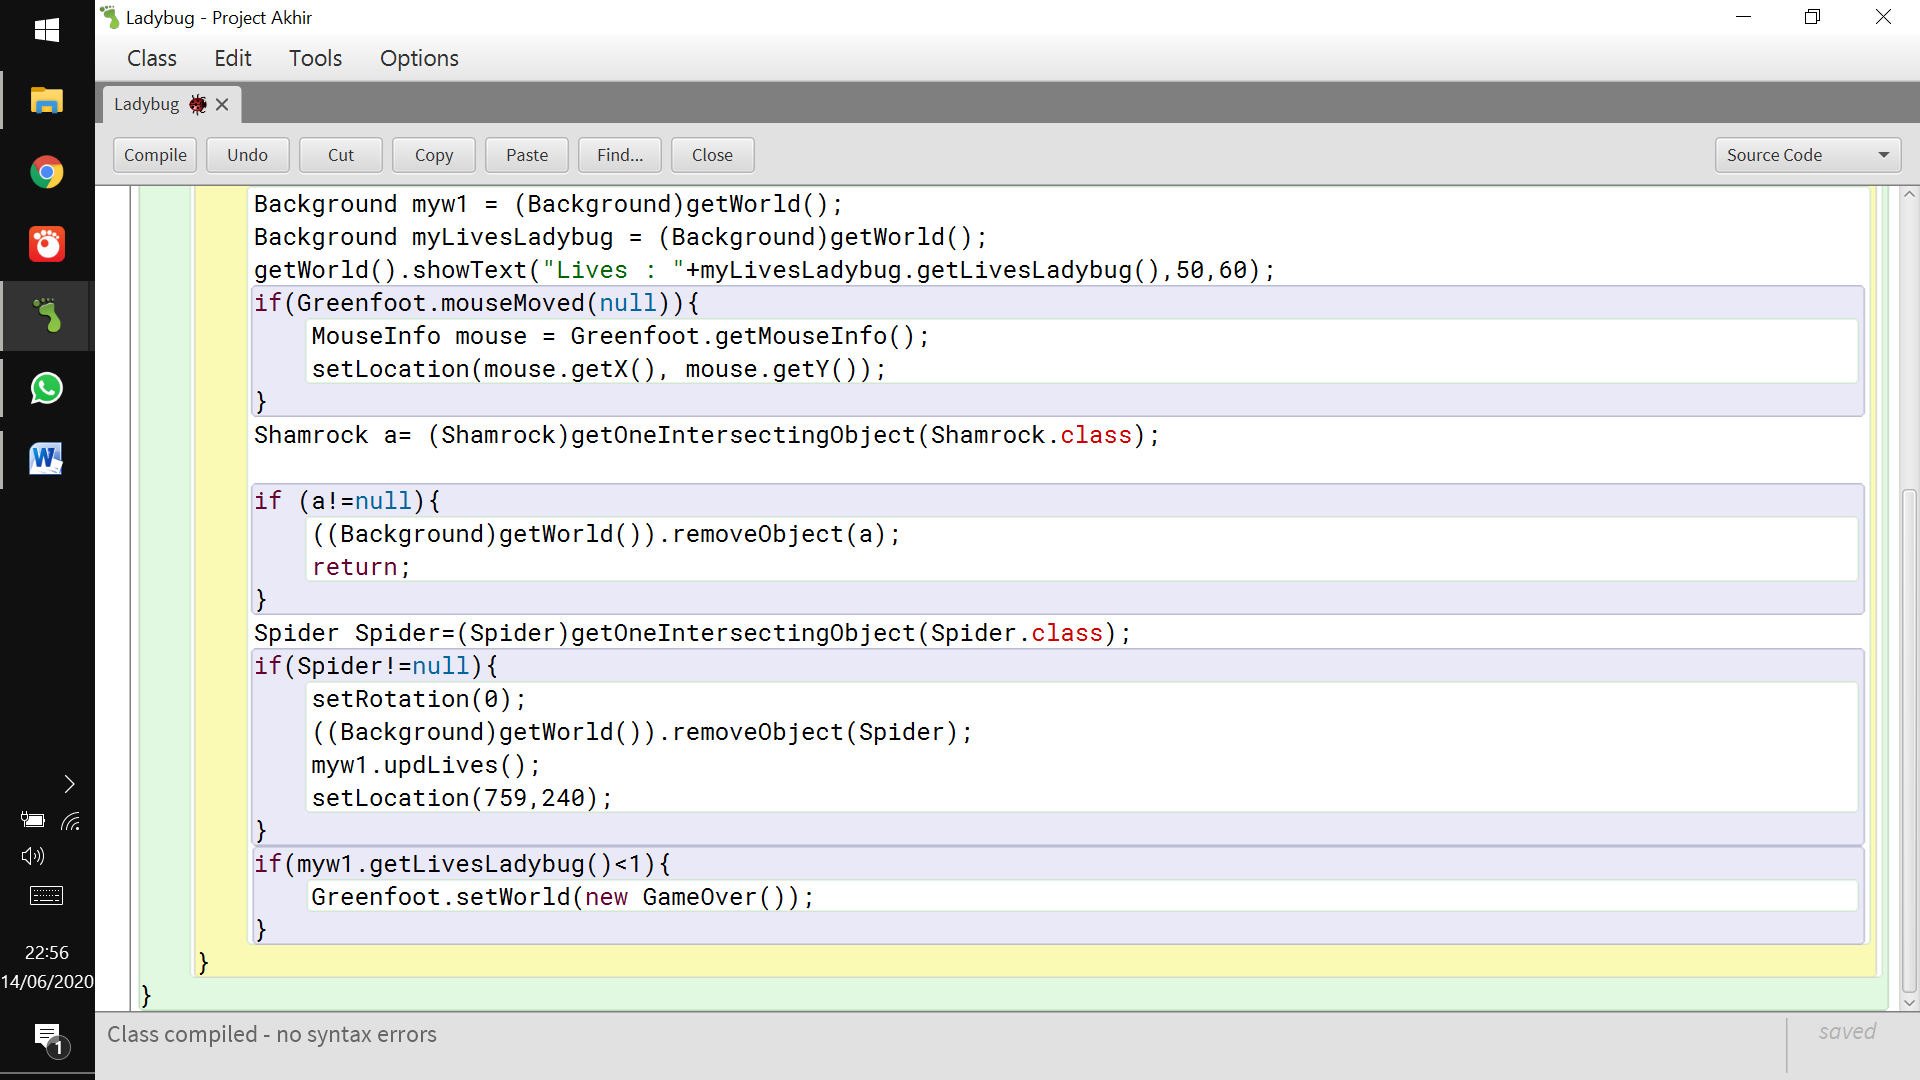 Ladybug - Project Akhir
Class Edit Tools Options
Ladybug
Compile Undo Cut Copy Paste Find... Close Source Code
Background myw1 = (Background)getWorld();
Background myLivesLadybug = (Background)getWorld();
getWorld().showText("Lives : "+myLivesLadybug.getLivesLadybug(),50,60);
if(Greenfoot.mouseMoved(null)){
MouseInfo mouse = Greenfoot.getMouseInfo();
setLocation(mouse.getX(), mouse.getY());
}
Shamrock a= (Shamrock)getOneIntersectingObject(Shamrock.class);
if (a!=null){
((Background)getWorld()).removeObject(a);
return;
}
Spider Spider=(Spider)getOneIntersectingObject(Spider.class);
if(Spider!=null){
setRotation(0);
((Background)getWorld()).removeObject(Spider);
myw1.updLives();
setLocation(759,240);
}
if(myw1.getLivesLadybug()<1){
Greenfoot.setWorld(new GameOver());
}
}
}
Class compiled - no syntax errors
saved
W
22:56
14/06/2020
1